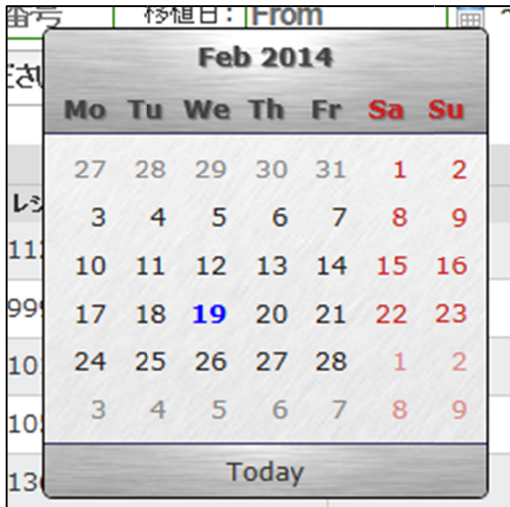 番号 移植日: From
Feb 2014
Mo Tu We Th Fr Sa Su
27 28 29 30 31 1 2
3 4 5 6 7 8 9
10 11 12 13 14 15 16
17 18 19 20 21 22 23
24 25 26 27 28 1 2
3 4 5 6 7 8 9
Today